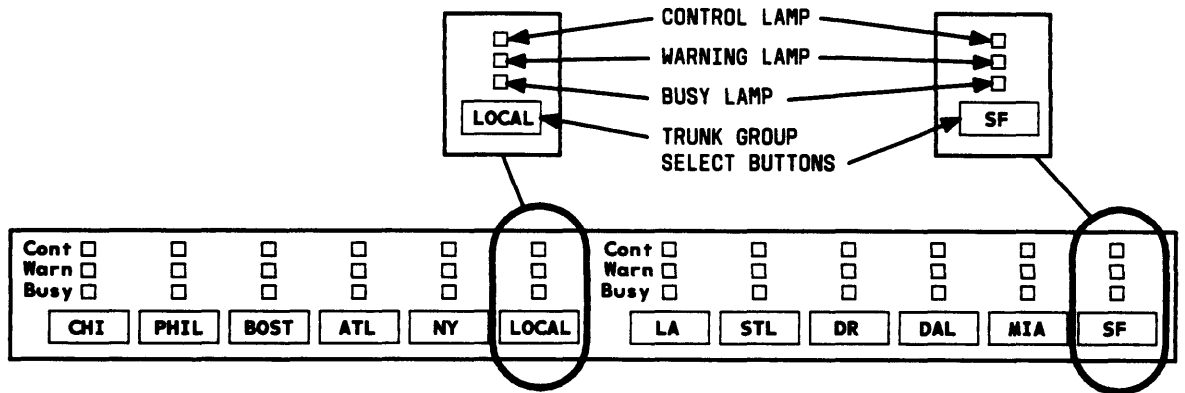 CONTROL LAMP
WARNING LAMP
BUSY LAMP
LOCAL
SF
TRUNK GROUP
SELECT BUTTONS
Cont Cont
Warn Warn
Busy Busy
CHI PHIL BOST ATL NY LOCAL LA STL DR DAL MIA SF